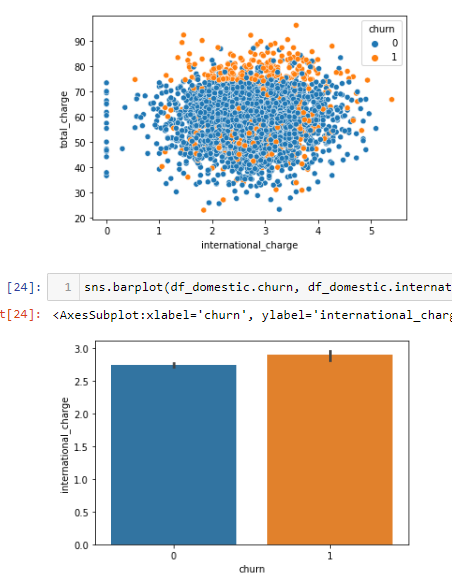 churn
0
1
90
80
70
60
50
40
30
20
total_charge
0 1 2 3 4 5
international_charge
[24]: 1 sns.barplot(df_domestic.churn, df_domestic.internat
t[24]: <AxesSubplot:xlabel='churn', ylabel='international_charg
3.0
2.5
2.0
1.5
1.0
0.5
0.0
international_charge
0 1
churn